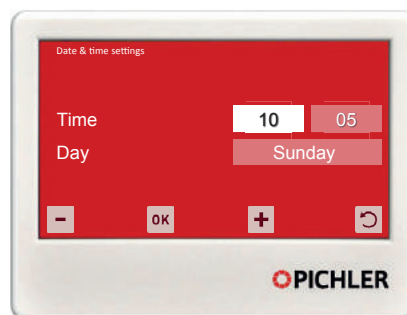 Date & time settings
Time 10 05
Day Sunday
- OK +
PICHLER